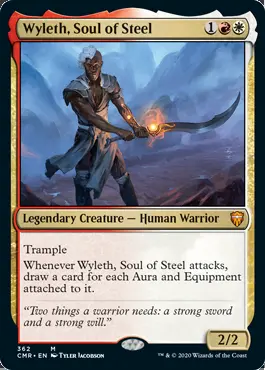 Wyleth, Soul of Steel 1
Legendary Creature — Human Warrior
Trample
Whenever Wyleth, Soul of Steel attacks,
draw a card for each Aura and Equipment
attached to it.
“Two things a warrior needs: a strong sword
and a strong will.”
2/2
362 M
CMR • EN TYLER JACOBSON ™ & © 2020 Wizards of the Coast